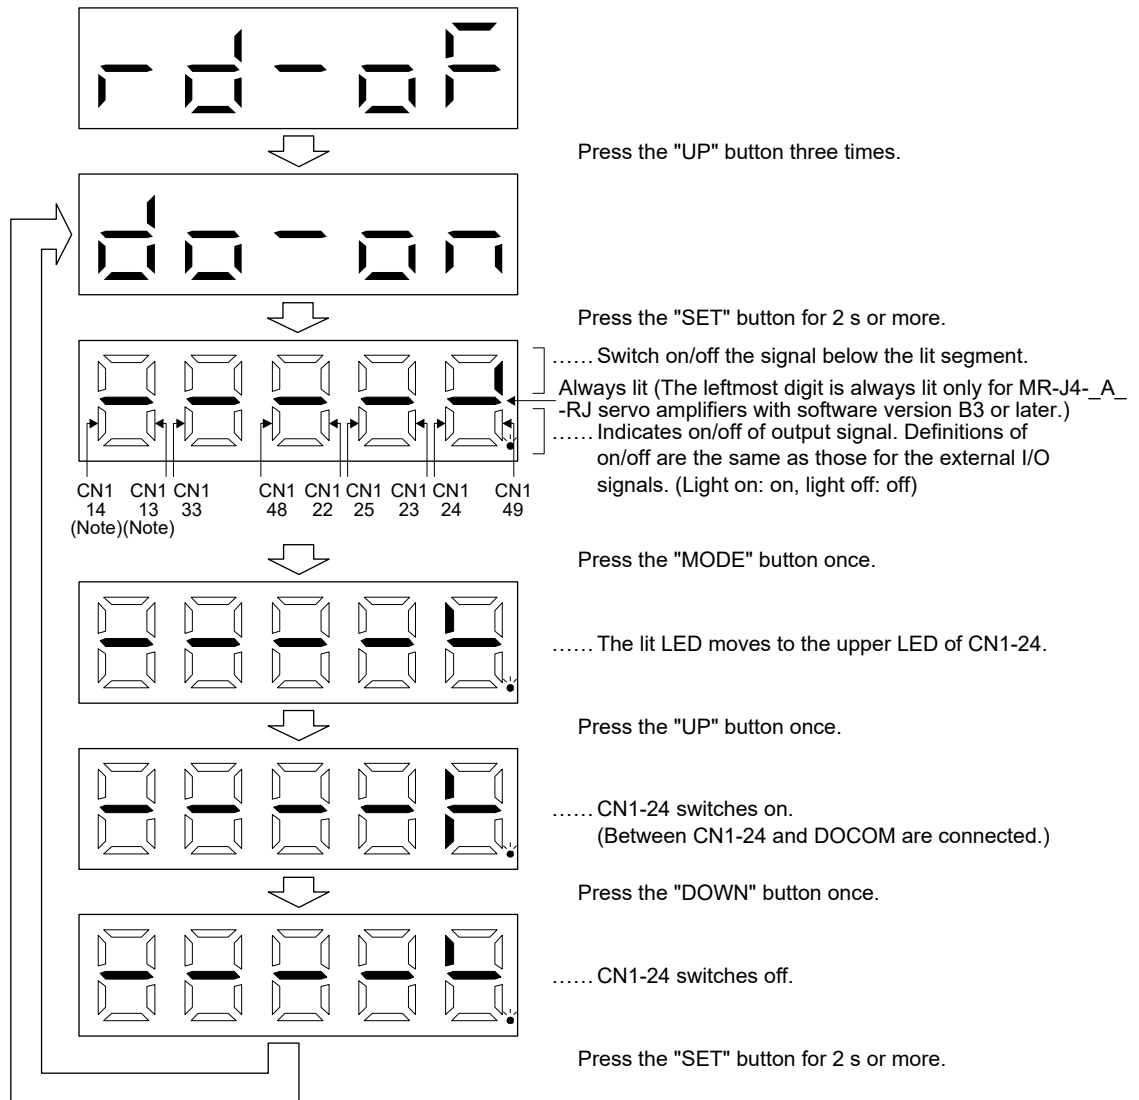 rd-oF
Press the "UP" button three times.
do-on
Press the "SET" button for 2 s or more.
...... Switch on/off the signal below the lit segment.
Always lit (The leftmost digit is always lit only for MR-J4-_A_
-RJ servo amplifiers with software version B3 or later.)
...... Indicates on/off of output signal. Definitions of
on/off are the same as those for the external I/O
signals. (Light on: on, light off: off)
CN1 CN1 CN1 CN1 CN1 CN1 CN1 CN1 CN1
14 13 33 48 22 25 23 24 49
(Note)(Note)
Press the "MODE" button once.
...... The lit LED moves to the upper LED of CN1-24.
Press the "UP" button once.
...... CN1-24 switches on.
(Between CN1-24 and DOCOM are connected.)
Press the "DOWN" button once.
...... CN1-24 switches off.
Press the "SET" button for 2 s or more.